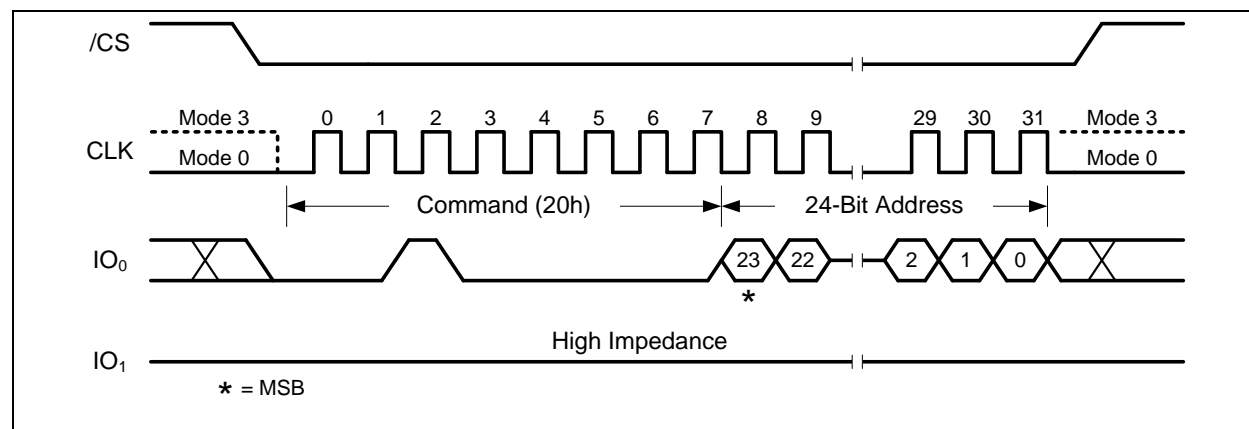 /CS
Mode 3 0 1 2 3 4 5 6 7 8 9 29 30 31 Mode 3
CLK
Mode 0 Mode 0
Command (20h) 24-Bit Address
IO₀ 23 22 2 1 0
*
High Impedance
IO₁
* = MSB